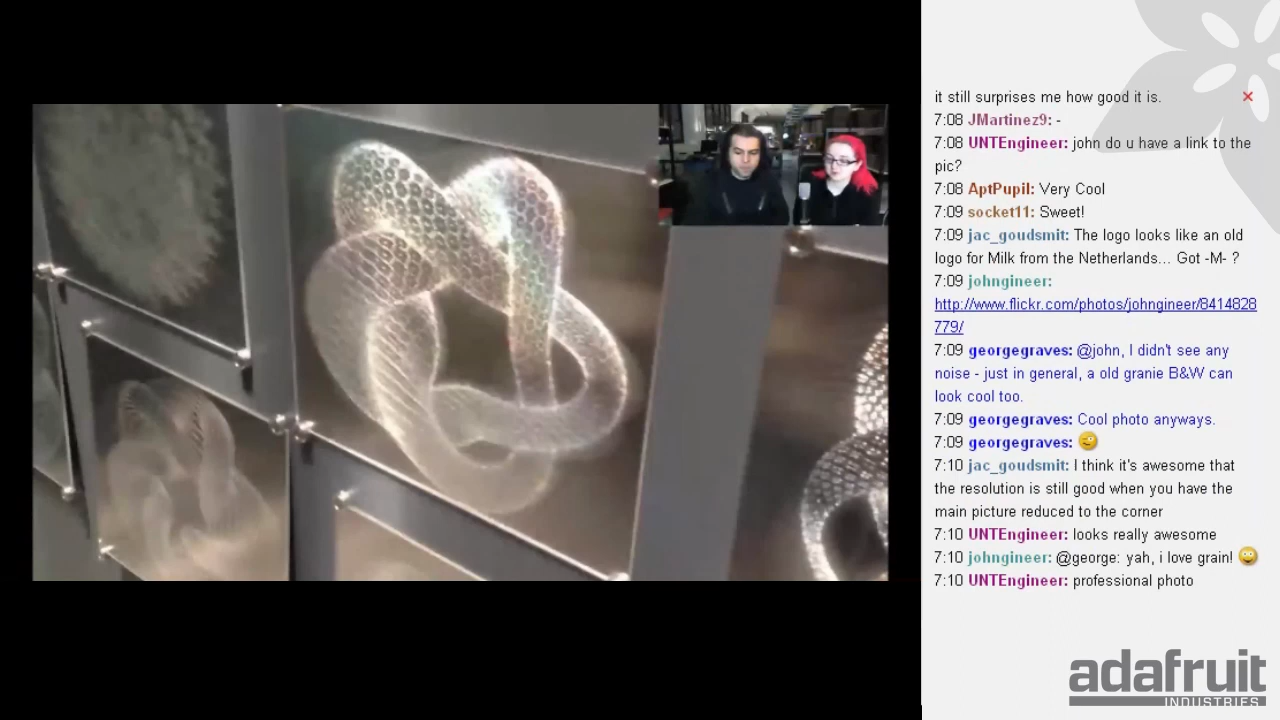 it still surprises me how good it is.
7:08 JMartinez9: -
7:08 UNTEngineer: john do u have a link to the
pic?
7:08 AptPupil: Very Cool
7:09 socket11: Sweet!
7:09 jac_goudsmit: The logo looks like an old
logo for Milk from the Netherlands... Got -M- ?
7:09 johngineer:
http://www.flickr.com/photos/johngineer/8414828
779/
7:09 georgegraves: @john, I didn't see any
noise - just in general, a old granie B&W can
look cool too.
7:09 georgegraves: Cool photo anyways.
7:09 georgegraves:
7:10 jac_goudsmit: I think it's awesome that
the resolution is still good when you have the
main picture reduced to the corner
7:10 UNTEngineer: looks really awesome
7:10 johngineer: @george: yah, i love grain!
7:10 UNTEngineer: professional photo
adafruit
INDUSTRIES